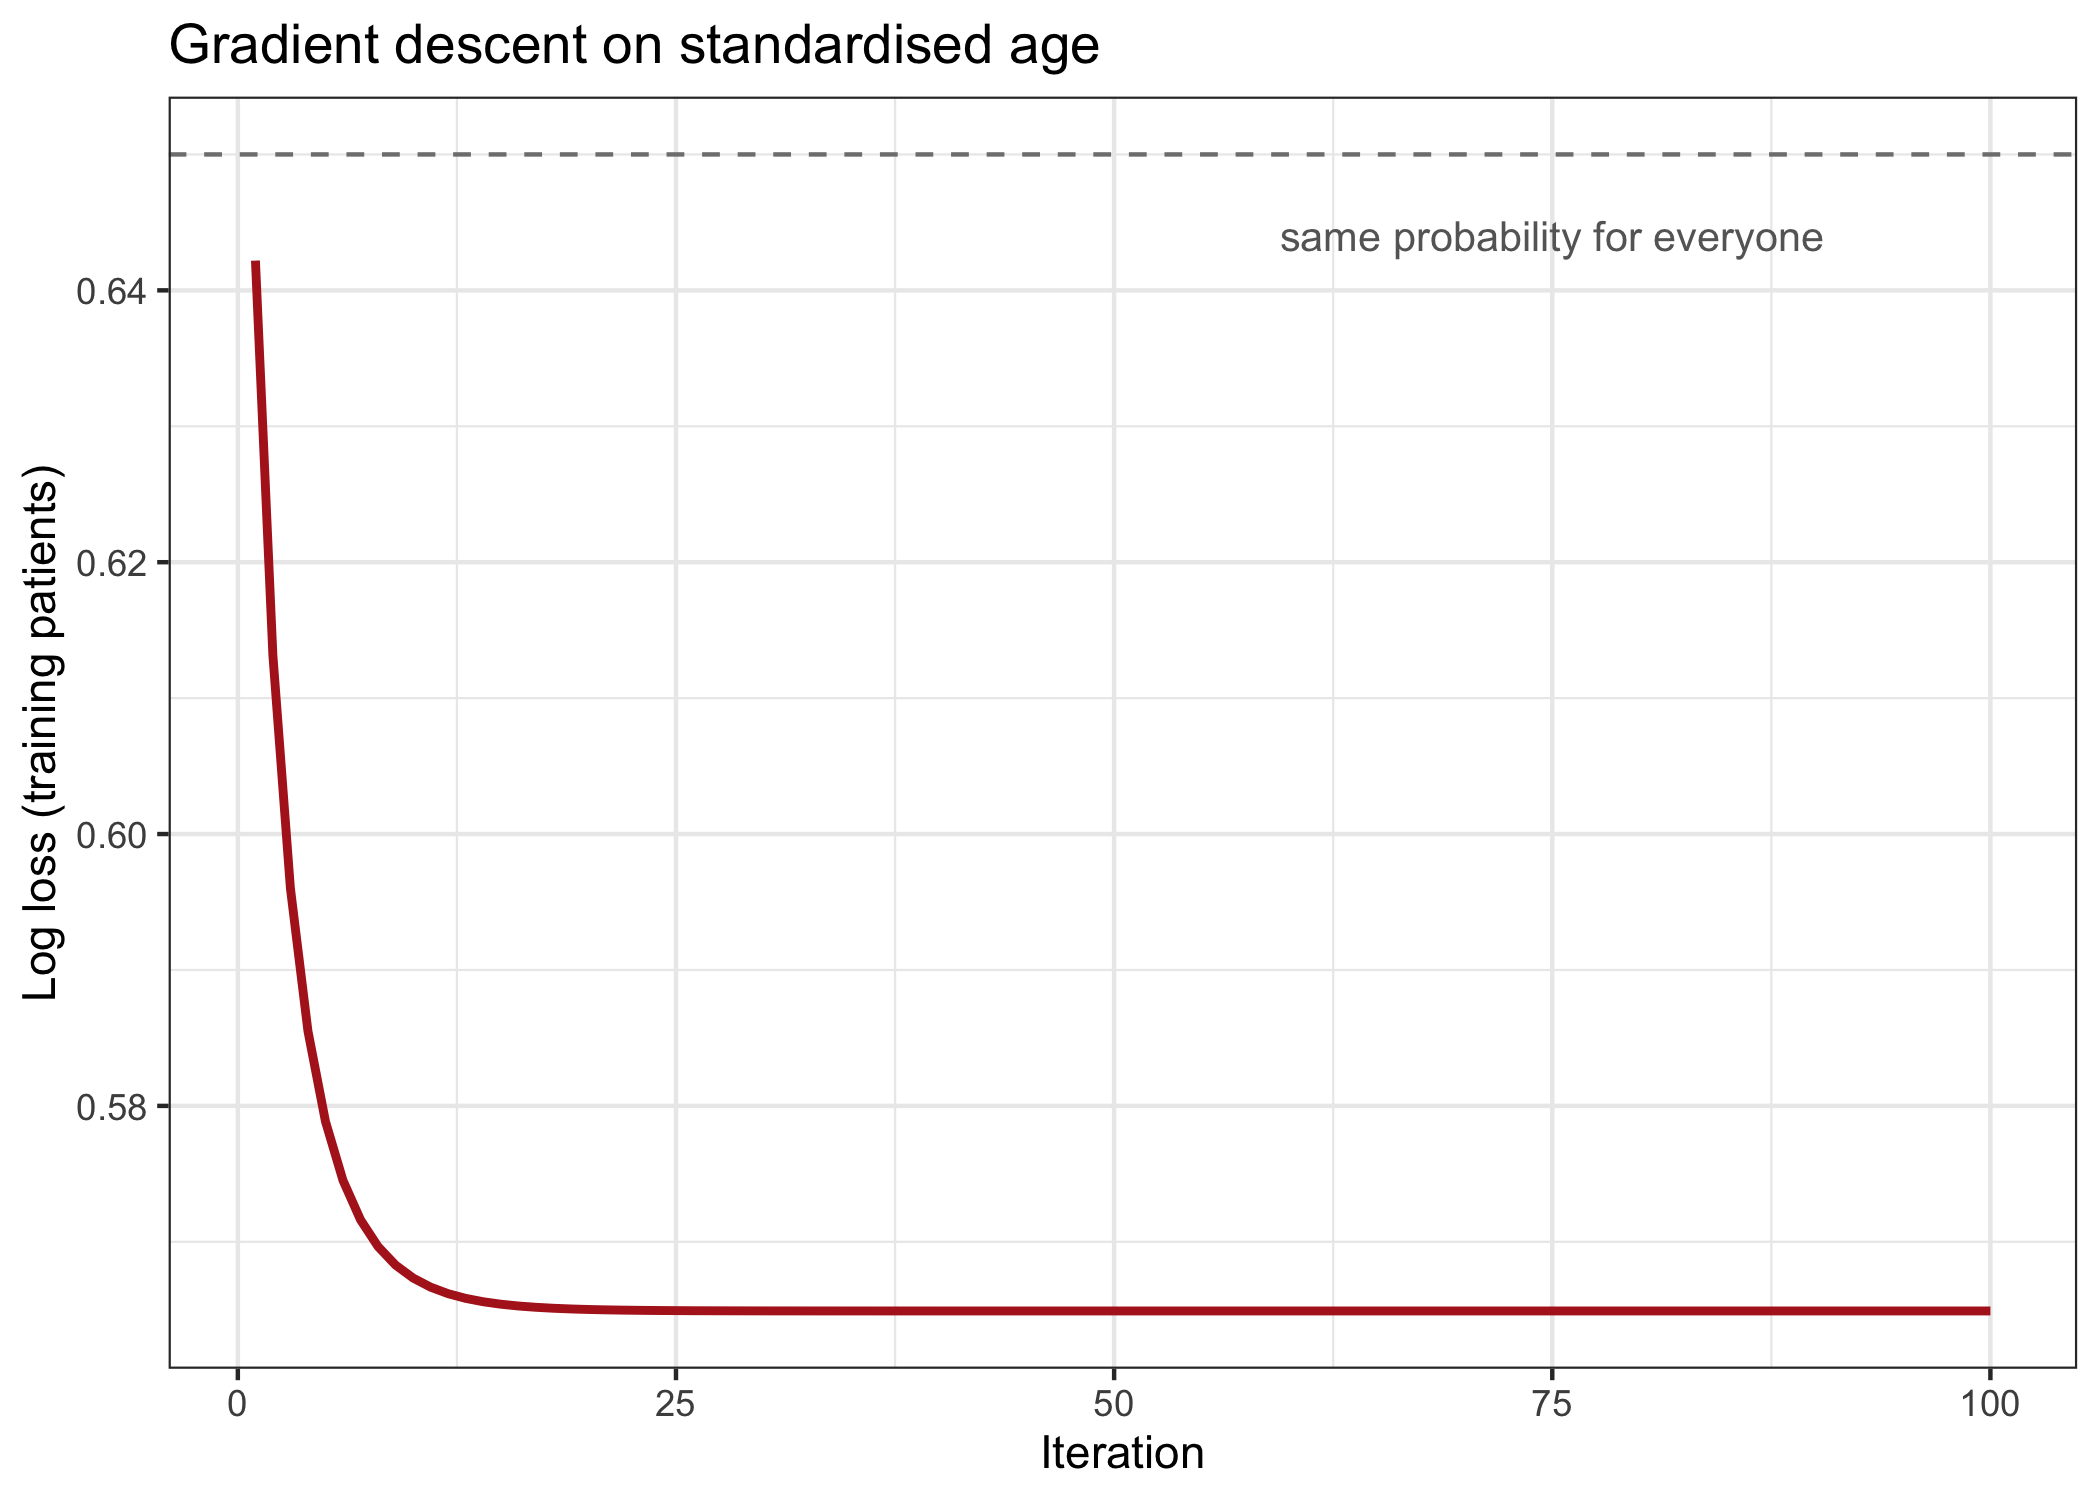 Gradient descent on standardised age
same probability for everyone
Log loss (training patients)
0.64
0.62
0.60
0.58
0
25
50
75
100
Iteration